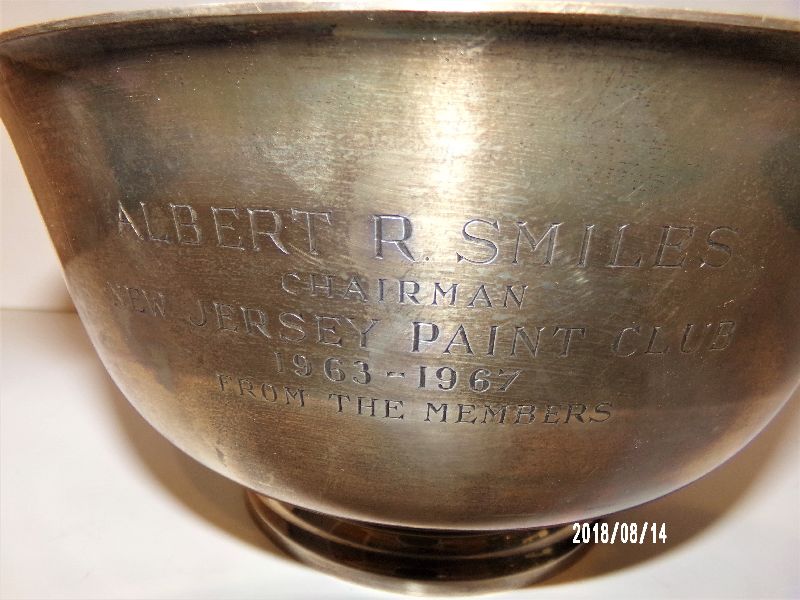 ALBERT R. SMILES
CHAIRMAN
NEW JERSEY PAINT CLUB
1963-1967
FROM THE MEMBERS
2018/08/14